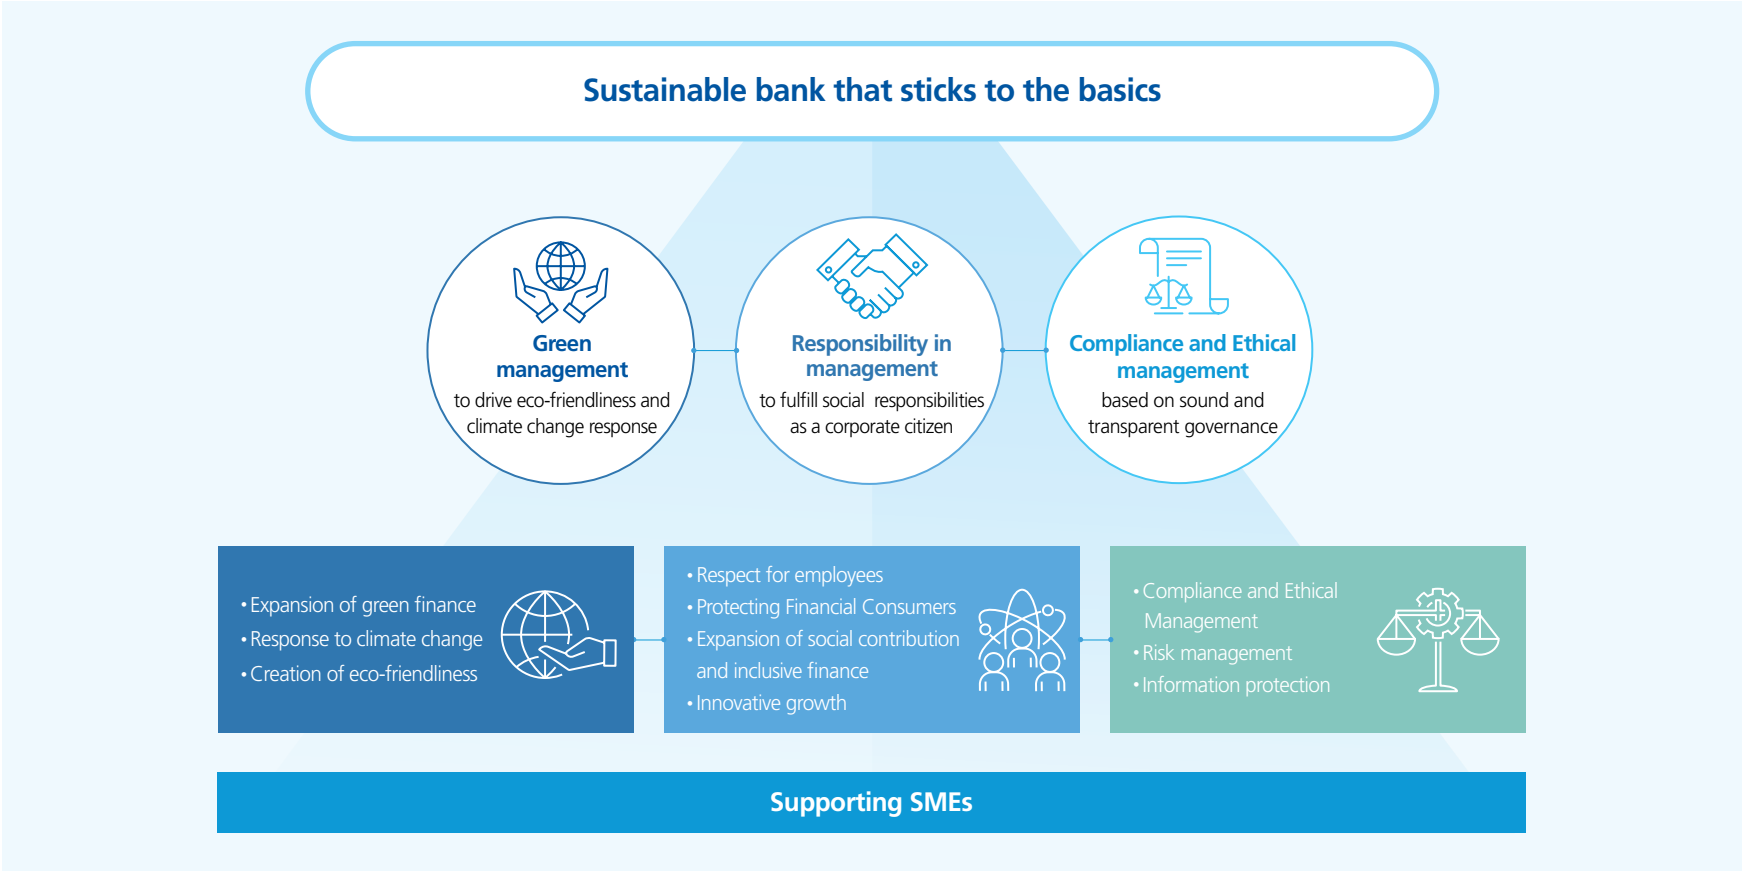 Sustainable bank that sticks to the basics
Green
management
to drive eco-friendliness and
climate change response
Responsibility in
management
to fulfill social responsibilities
as a corporate citizen
Compliance and Ethical
management
based on sound and
transparent governance
• Expansion of green finance
• Response to climate change
• Creation of eco-friendliness
• Respect for employees
• Protecting Financial Consumers
• Expansion of social contribution
and inclusive finance
• Innovative growth
• Compliance and Ethical
Management
• Risk management
• Information protection
Supporting SMEs